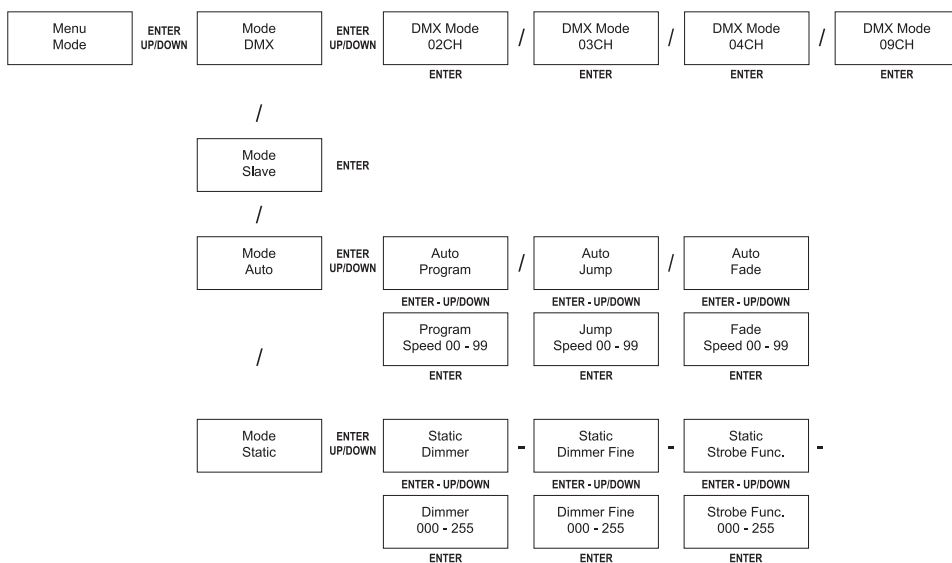 Menu
Mode
ENTER
UP/DOWN
Mode
DMX
ENTER
UP/DOWN
DMX Mode
02CH
ENTER
/
DMX Mode
03CH
ENTER
/
DMX Mode
04CH
ENTER
/
DMX Mode
09CH
ENTER
/
Mode
Slave
ENTER
/
Mode
Auto
ENTER
UP/DOWN
Auto
Program
/
Auto
Jump
/
Auto
Fade
ENTER - UP/DOWN
ENTER - UP/DOWN
ENTER - UP/DOWN
Program
Speed 00 - 99
ENTER
Jump
Speed 00 - 99
ENTER
Fade
Speed 00 - 99
ENTER
/
Mode
Static
ENTER
UP/DOWN
Static
Dimmer
-
Static
Dimmer Fine
-
Static
Strobe Func.
-
ENTER - UP/DOWN
ENTER - UP/DOWN
ENTER - UP/DOWN
Dimmer
000 - 255
ENTER
Dimmer Fine
000 - 255
ENTER
Strobe Func.
000 - 255
ENTER